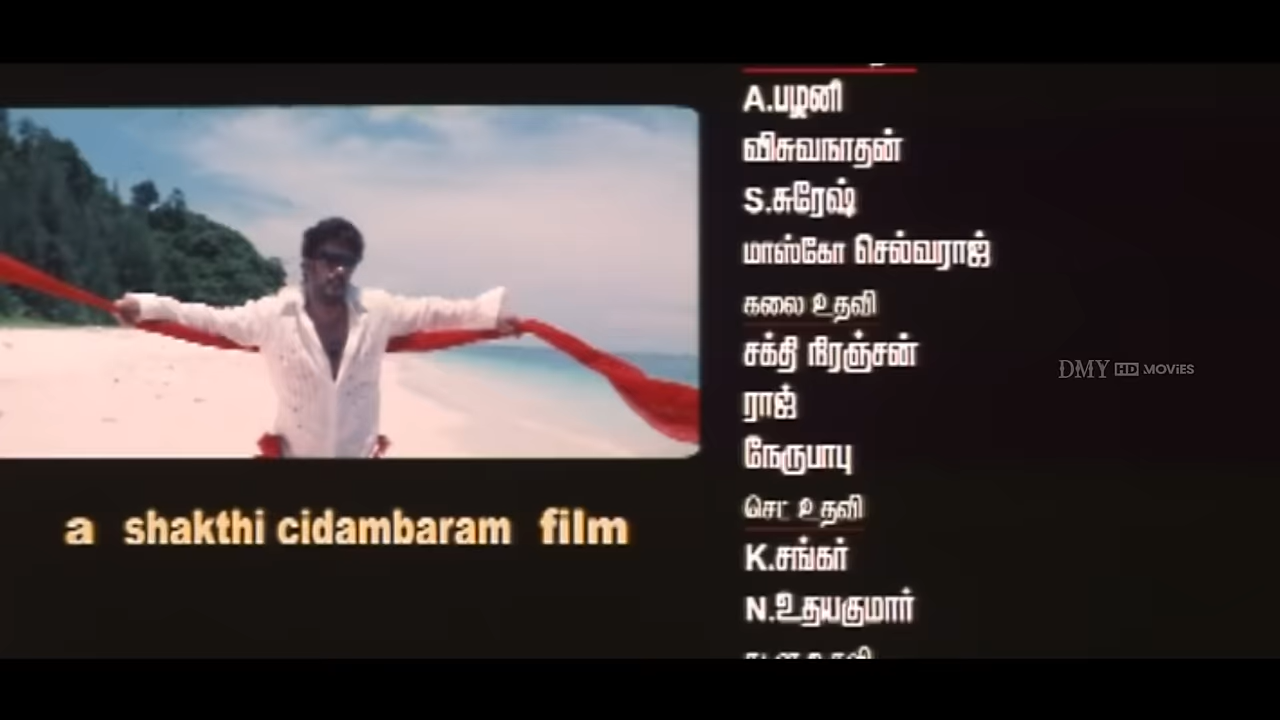 A.பழனி
விசுவநாதன்
S.சுரேஷ்
மாஸ்கோ செல்வராஜ்
கலை உதவி
சக்தி நிரஞ்சன்
ராஜ்
நேருபாபு
செட் உதவி
K.சங்கர்
N.உதயகுமார்
DMY HD MOViES
a shakthi cidambaram film